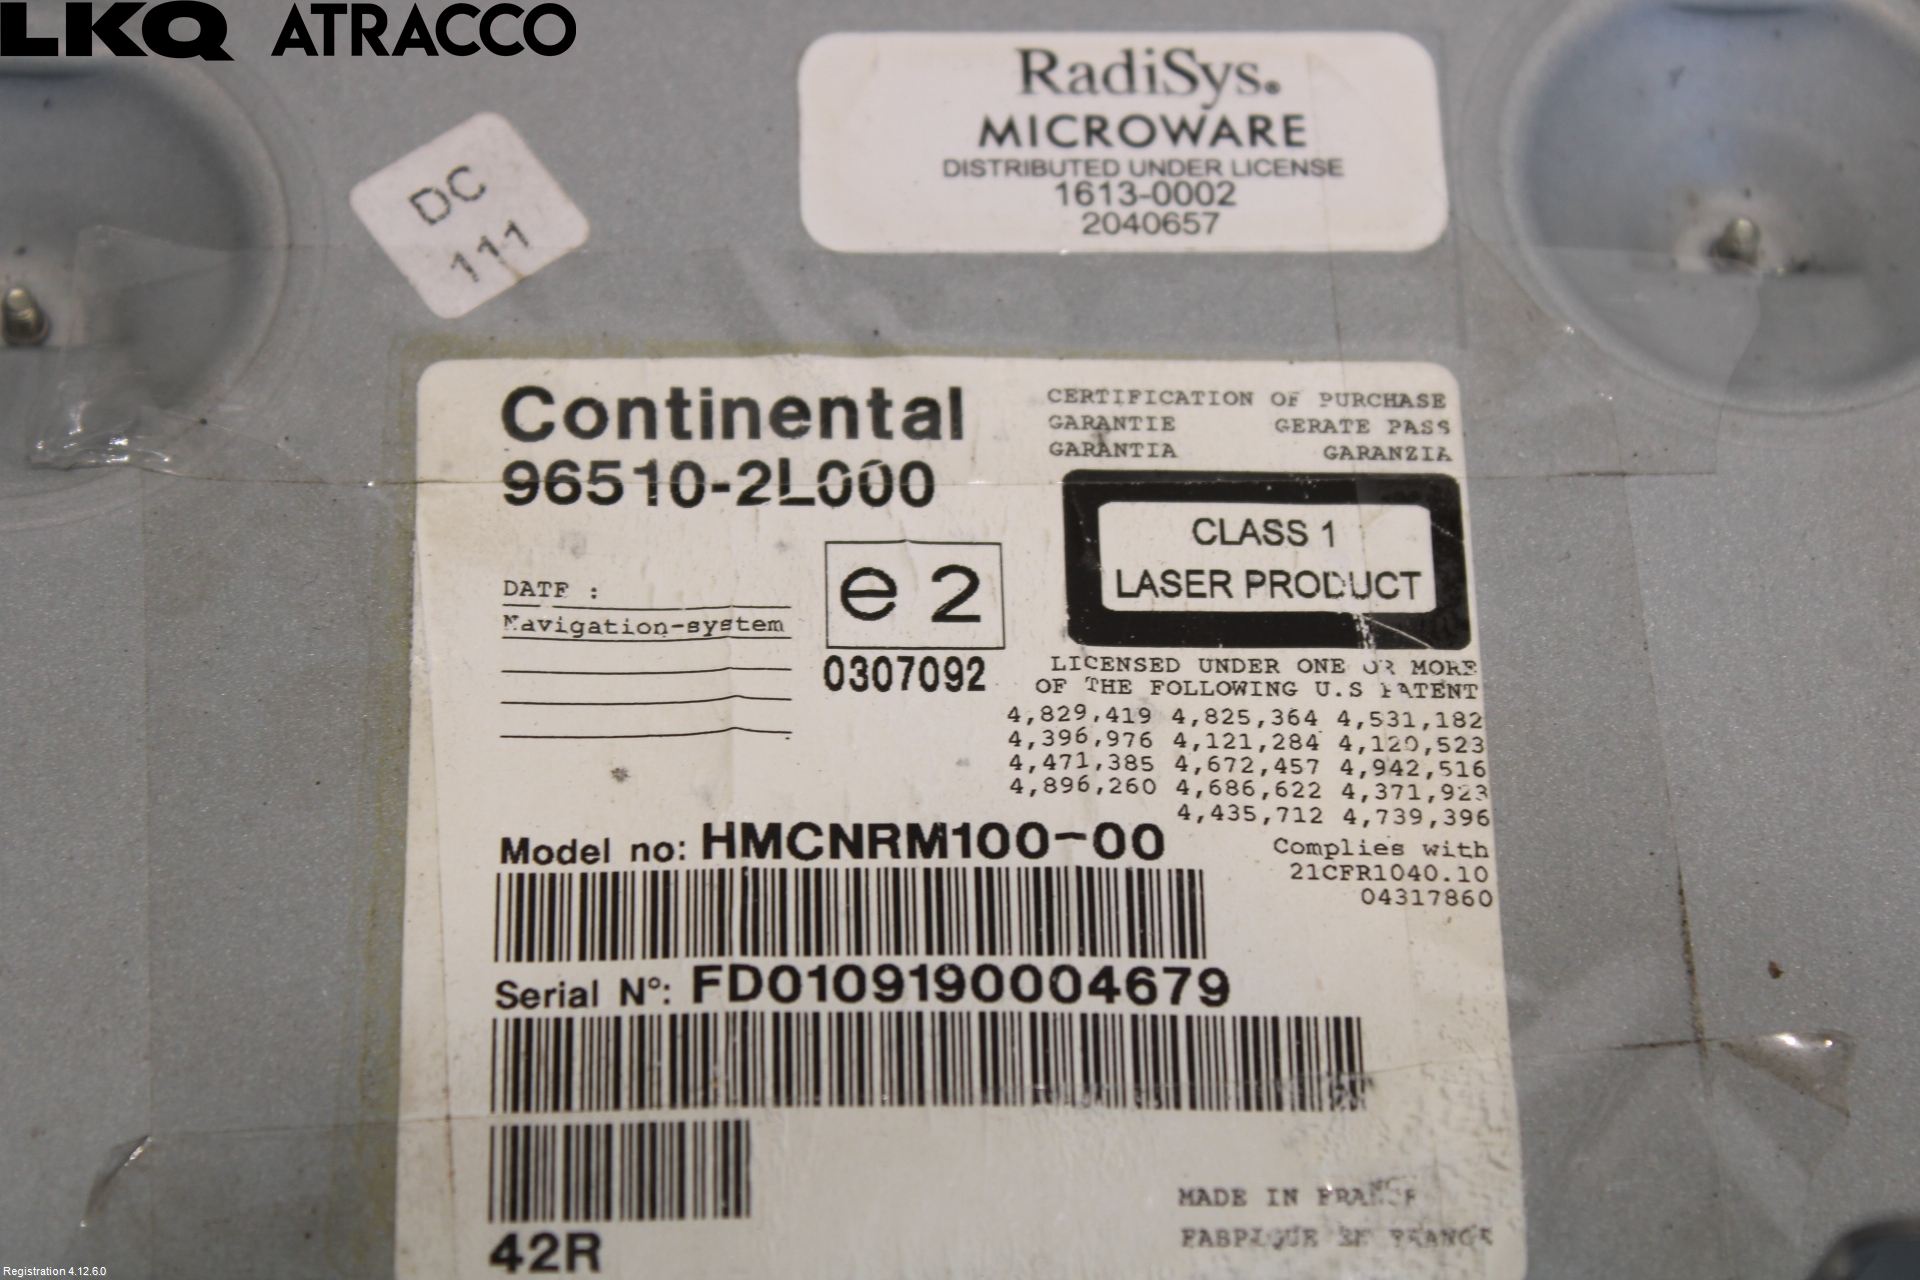 LKQ ATRACCO
RadiSys.
MICROWARE
DISTRIBUTED UNDER LICENSE
1613-0002
2040657
DC
111
Continental
96510-2L000
CERTIFICATION OF PURCHASE
GARANTIE GERATE PASS
GARANTIA GARANZIA
CLASS 1
LASER PRODUCT
DATE :
Navigation-system
e2
0307092
LICENSED UNDER ONE OR MORE
OF THE FOLLOWING U.S PATENT
4,829,419 4,825,364 4,531,182
4,396,976 4,121,284 4,120,523
4,471,385 4,672,457 4,942,516
4,896,260 4,686,622 4,371,923
4,435,712 4,739,396
Complies with
21CFR1040.10
04317860
Model no: HMCNRM100-00
Serial N°: FD0109190004679
42R
MADE IN FRANCE
FABRIQUE EN FRANCE
Registration 4.12.6.0